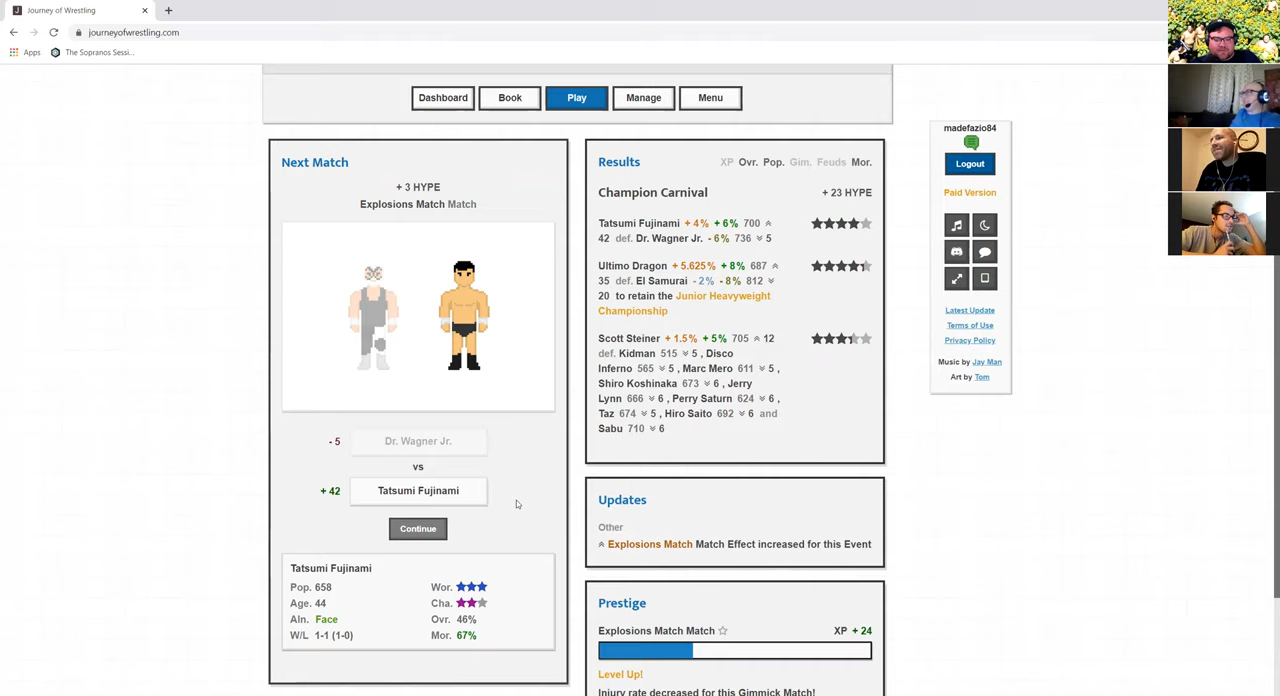 Journey of Wrestling
journeyofwrestling.com
Apps
The Sopranos Sessi...
Dashboard
Book
Play
Manage
Menu
Next Match
+ 3 HYPE
Explosions Match Match
- 5
Dr. Wagner Jr.
vs
+ 42
Tatsumi Fujinami
Continue
Tatsumi Fujinami
Pop. 658
Wor.
Age. 44
Cha.
Aln. Face
Ovr. 46%
W/L 1-1 (1-0)
Mor. 67%
Results
XP Ovr. Pop. Gim. Feuds Mor.
Champion Carnival
+ 23 HYPE
Tatsumi Fujinami + 4% + 6% 700
42 def. Dr. Wagner Jr. - 6% 736 5
Ultimo Dragon + 5.625% + 8% 687
35 def. El Samurai - 2% - 8% 812
20 to retain the Junior Heavyweight
Championship
Scott Steiner + 1.5% + 5% 705 12
def. Kidman 515 5 , Disco
Inferno 565 5 , Marc Mero 611 5 ,
Shiro Koshinaka 673 6 , Jerry
Lynn 666 6 , Perry Saturn 624 6 ,
Taz 674 5 , Hiro Saito 692 6 and
Sabu 710 6
Updates
Other
Explosions Match Match Effect increased for this Event
Prestige
Explosions Match Match
XP + 24
Level Up!
Injury rate decreased for this Gimmick Match!
madefazio84
Logout
Paid Version
Latest Update
Terms of Use
Privacy Policy
Music by Jay Man
Art by Tom